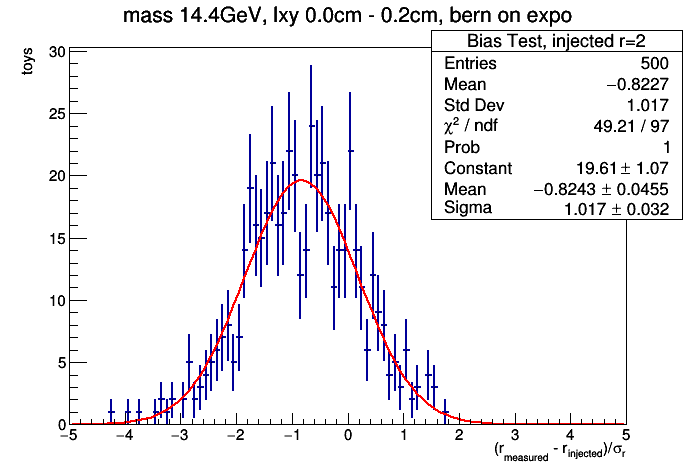 mass 14.4GeV, lxy 0.0cm - 0.2cm, bern on expo
Bias Test, injected r=2
Entries 500
Mean −0.8227
Std Dev 1.017
χ² / ndf 49.21 / 97
Prob 1
Constant 19.61 ± 1.07
Mean −0.8243 ± 0.0455
Sigma 1.017 ± 0.032
toys
30
25
20
15
10
5
0
−5 −4 −3 −2 −1 0 1 2 3 4 5
(r_measured - r_injected)/σ_r